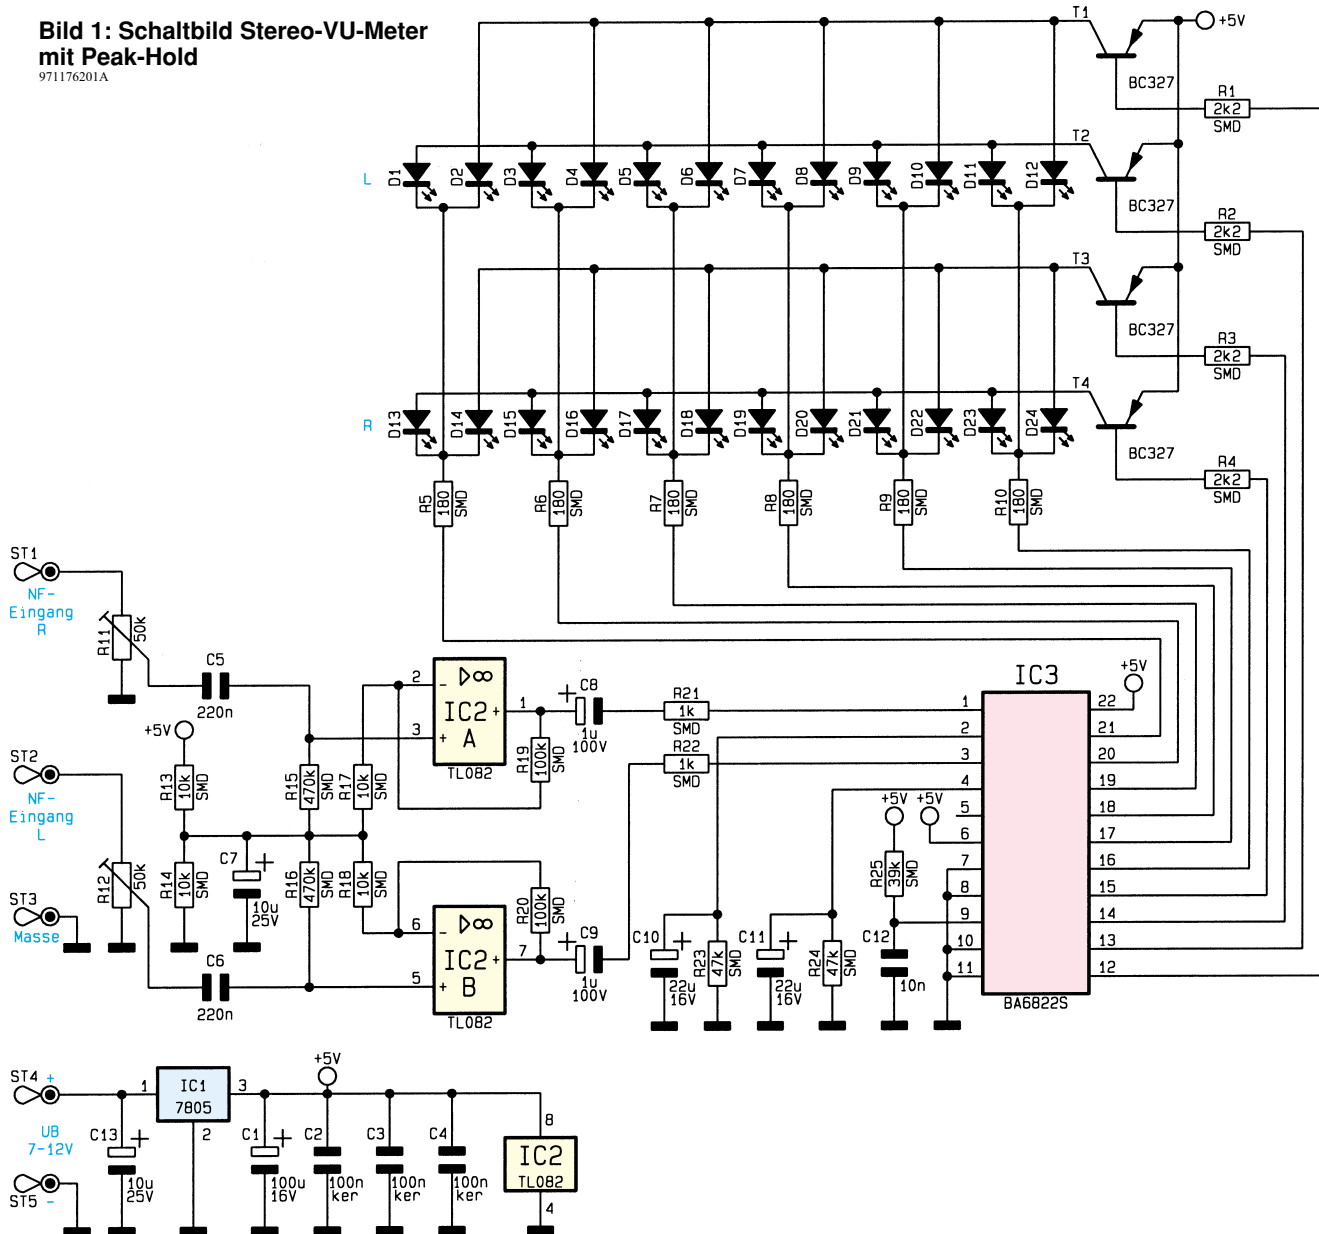 Bild 1: Schaltbild Stereo-VU-Meter
mit Peak-Hold
971176201A
T1
+5V
BC327
R1
2k2
SMD
T2
L
D1
D2
D3
D4
D5
D6
D7
D8
D9
D10
D11
D12
BC327
R2
2k2
SMD
T3
BC327
R3
2k2
SMD
T4
R
D13
D14
D15
D16
D17
D18
D19
D20
D21
D22
D23
D24
BC327
R4
2k2
SMD
R5
180
SMD
R6
180
SMD
R7
180
SMD
R8
180
SMD
R9
180
SMD
R10
180
SMD
ST1
NF-
Eingang
R
R11
50k
C5
220n
+5V
ST2
NF-
Eingang
L
R13
10k
SMD
R15
470k
SMD
R17
10k
SMD
2
3
IC2
A
1
TL082
R19
100k
SMD
C8
1u
100V
R21
1k
SMD
R22
1k
SMD
R12
50k
R14
10k
SMD
C7
10u
25V
R16
470k
SMD
R18
10k
SMD
ST3
Masse
C6
220n
6
5
IC2
B
7
TL082
R20
100k
SMD
C9
1u
100V
C10
22u
16V
R23
47k
SMD
C11
22u
16V
R24
47k
SMD
+5V
+5V
R25
39k
SMD
C12
10n
IC3
+5V
1
2
3
4
5
6
7
8
9
10
11
22
21
20
19
18
17
16
15
14
13
12
BA6822S
ST4
+
UB
7-12V
ST5
-
C13
10u
25V
1
IC1
7805
3
2
C1
100u
16V
+5V
C2
100n
ker
C3
100n
ker
C4
100n
ker
8
IC2
TL082
4